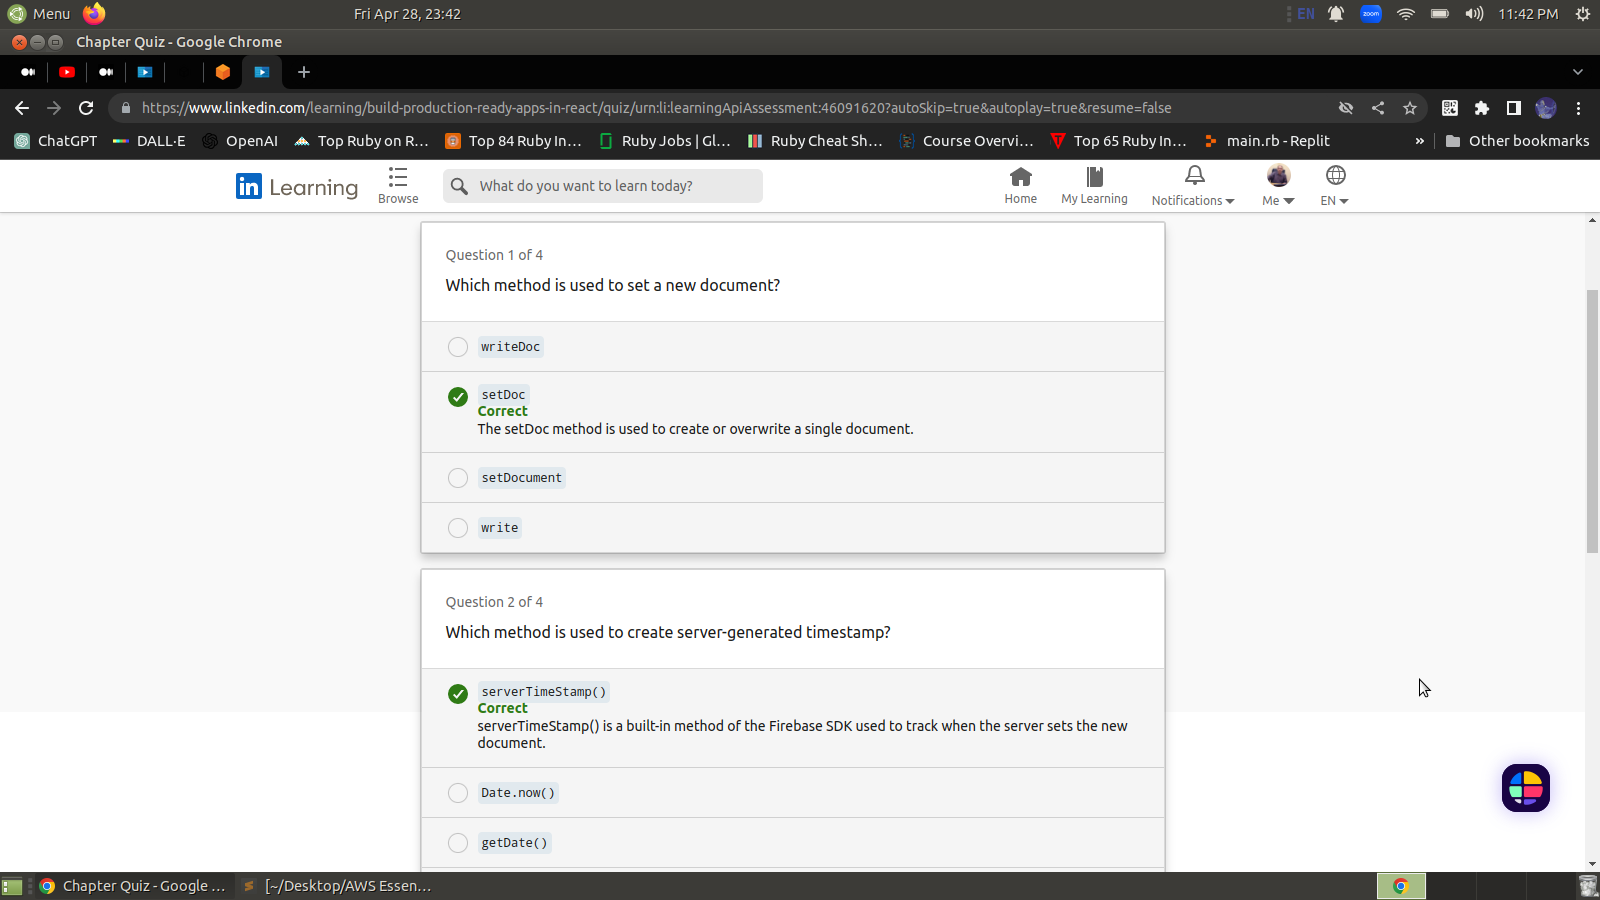 Menu
Fri Apr 28, 23:42
EN
zoom
11:42 PM
Chapter Quiz - Google Chrome
https://www.linkedin.com/learning/build-production-ready-apps-in-react/quiz/urn:li:learningApiAssessment:46091620?autoSkip=true&autoplay=true&resume=false
ChatGPT
DALL·E
OpenAI
Top Ruby on R...
Top 84 Ruby In...
Ruby Jobs | Gl...
Ruby Cheat Sh...
Course Overvi...
Top 65 Ruby In...
main.rb - Replit
»
Other bookmarks
in Learning
Browse
What do you want to learn today?
Home
My Learning
Notifications
Me
EN
Question 1 of 4
Which method is used to set a new document?
writeDoc
setDoc
Correct
The setDoc method is used to create or overwrite a single document.
setDocument
write
Question 2 of 4
Which method is used to create server-generated timestamp?
serverTimeStamp()
Correct
serverTimeStamp() is a built-in method of the Firebase SDK used to track when the server sets the new
document.
Date.now()
getDate()
Chapter Quiz - Google ...
[~/Desktop/AWS Essen...